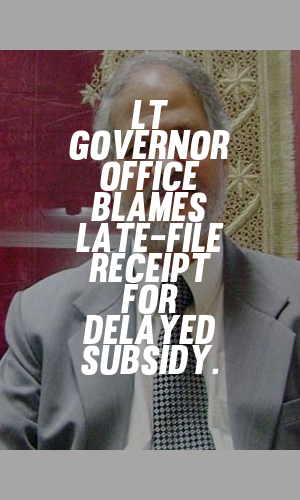 LT
GOVERNOR
OFFICE
BLAMES
LATE-FILE
RECEIPT
FOR
DELAYED
SUBSIDY.